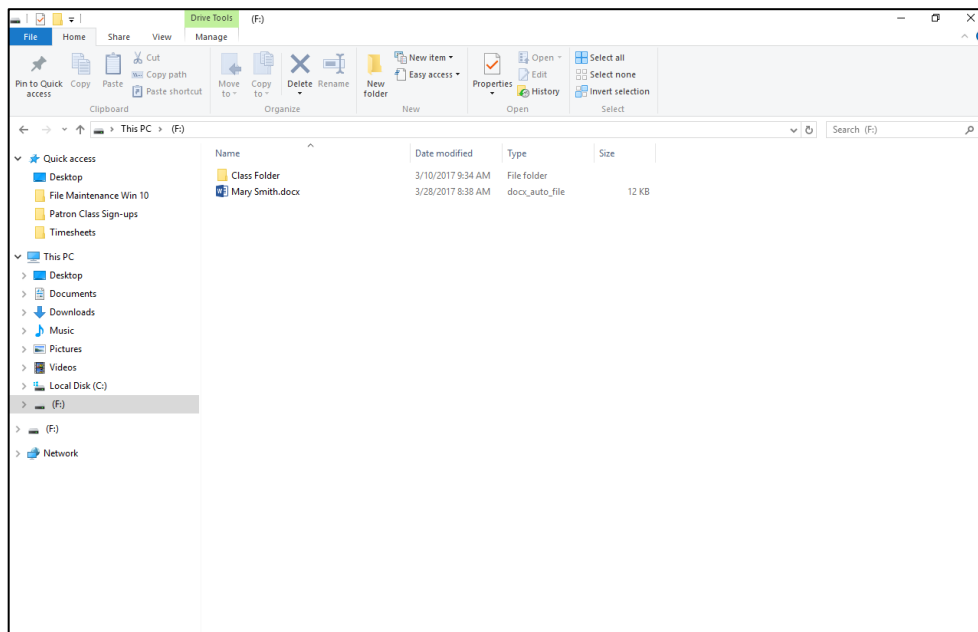 Drive Tools (F:)
File Home Share View Manage
Pin to Quick access
Copy
Paste
Cut
Copy path
Paste shortcut
Clipboard
Move to
Copy to
Delete
Rename
Organize
New folder
New item
Easy access
New
Properties
Open
Edit
History
Open
Select all
Select none
Invert selection
Select
This PC > (F:)
Search (F:)
Name Date modified Type Size
Class Folder 3/10/2017 9:34 AM File folder
Mary Smith.docx 3/28/2017 8:38 AM docx_auto_file 12 KB
Quick access
Desktop
File Maintenance Win 10
Patron Class Sign-ups
Timesheets
This PC
Desktop
Documents
Downloads
Music
Pictures
Videos
Local Disk (C:)
(F:)
(F:)
Network